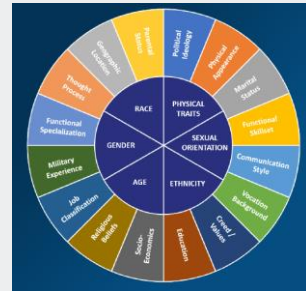 Political
Ideology
Physical
Appearance
Marital
Status
Functional
Skillset
Communication
Style
Vocation
Background
Creed /
Values
Education
Socio-
Economics
Religious
Beliefs
Job
Classification
Military
Experience
Functional
Specialization
Thought
Process
Geographic
Location
Parental
Status
PHYSICAL
TRAITS
SEXUAL
ORIENTATION
ETHNICITY
AGE
GENDER
RACE